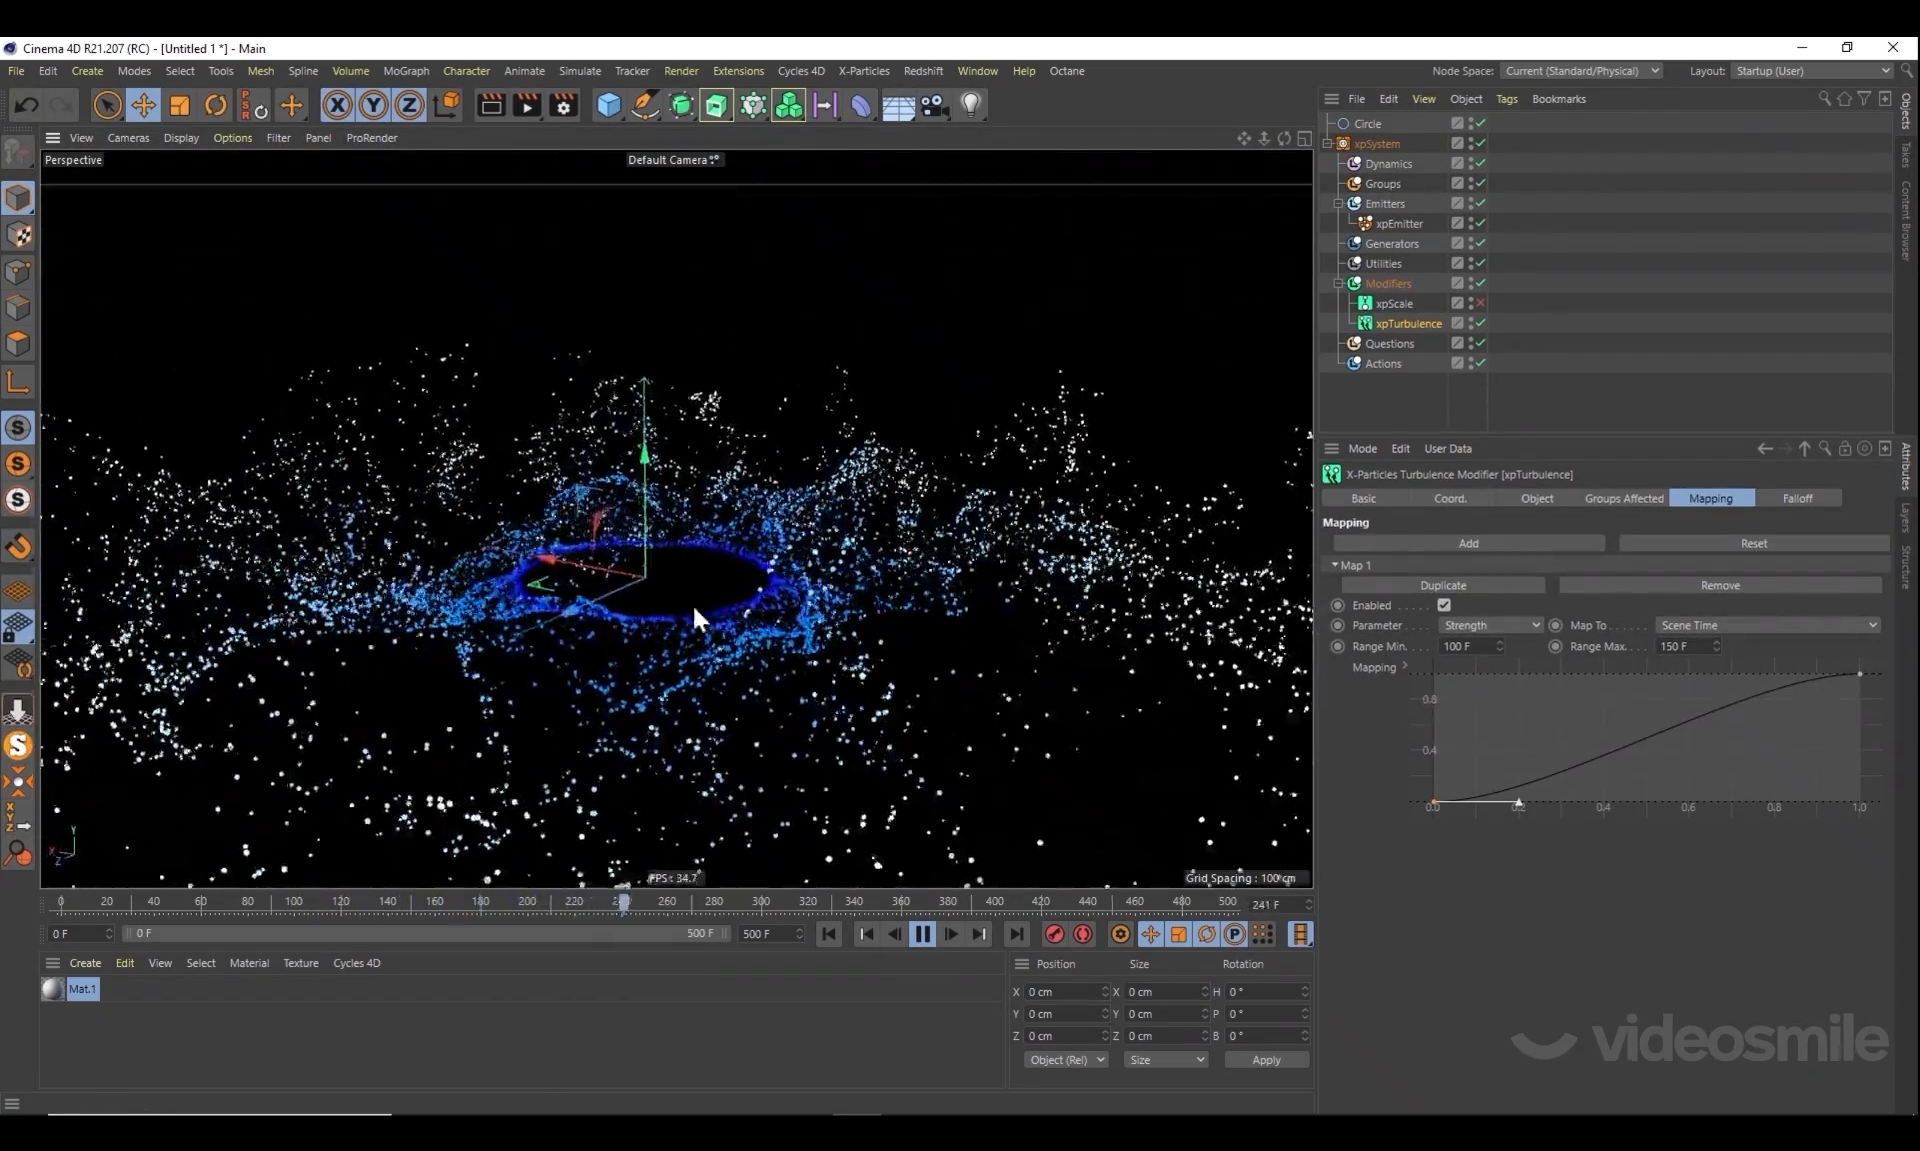 Cinema 4D R21.207 (RC) - [Untitled 1 *] - Main
File Edit Create Modes Select Tools Mesh Spline Volume MoGraph Character Animate Simulate Tracker Render Extensions Cycles 4D X-Particles Redshift Window Help Octane
Node Space: Current (Standard/Physical) Layout: Startup (User)
PSR X Y Z
View Cameras Display Options Filter Panel ProRender
Perspective
Default Camera
File Edit View Object Tags Bookmarks
Circle
xpSystem
Dynamics
Groups
Emitters
xpEmitter
Generators
Utilities
Modifiers
xpScale
xpTurbulence
Questions
Actions
Objects
Takes
Content Browser
Mode Edit User Data
X-Particles Turbulence Modifier [xpTurbulence]
Basic Coord. Object Groups Affected Mapping Falloff
Mapping
Add Reset
Map 1
Duplicate Remove
Enabled . . . . .
Parameter . . . . Strength Map To . . . . . . Scene Time
Range Min. . . . 100 F Range Max. . . . 150 F
Mapping
0.8
0.4
0.0 0.2 0.4 0.6 0.8 1.0
Attributes
Layers
Structure
FPS : 34.7
Grid Spacing : 100 cm
0 20 40 60 80 100 120 140 160 180 200 220 260 280 300 320 340 360 380 400 420 440 460 480 500 241 F
0 F 0 F 500 F 500 F
Create Edit View Select Material Texture Cycles 4D
Mat.1
Position Size Rotation
X 0 cm X 0 cm H 0 °
Y 0 cm Y 0 cm P 0 °
Z 0 cm Z 0 cm B 0 °
Object (Rel) Size Apply
videosmile